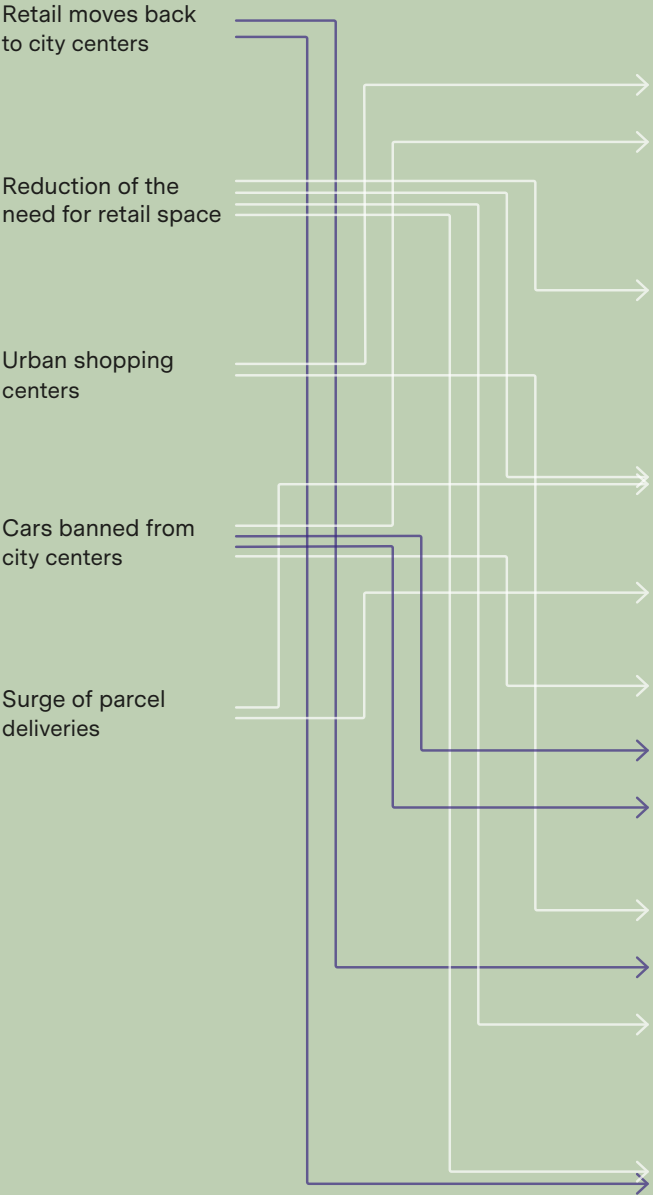 Retail moves back
to city centers
Reduction of the
need for retail space
Urban shopping
centers
Cars banned from
city centers
Surge of parcel
deliveries